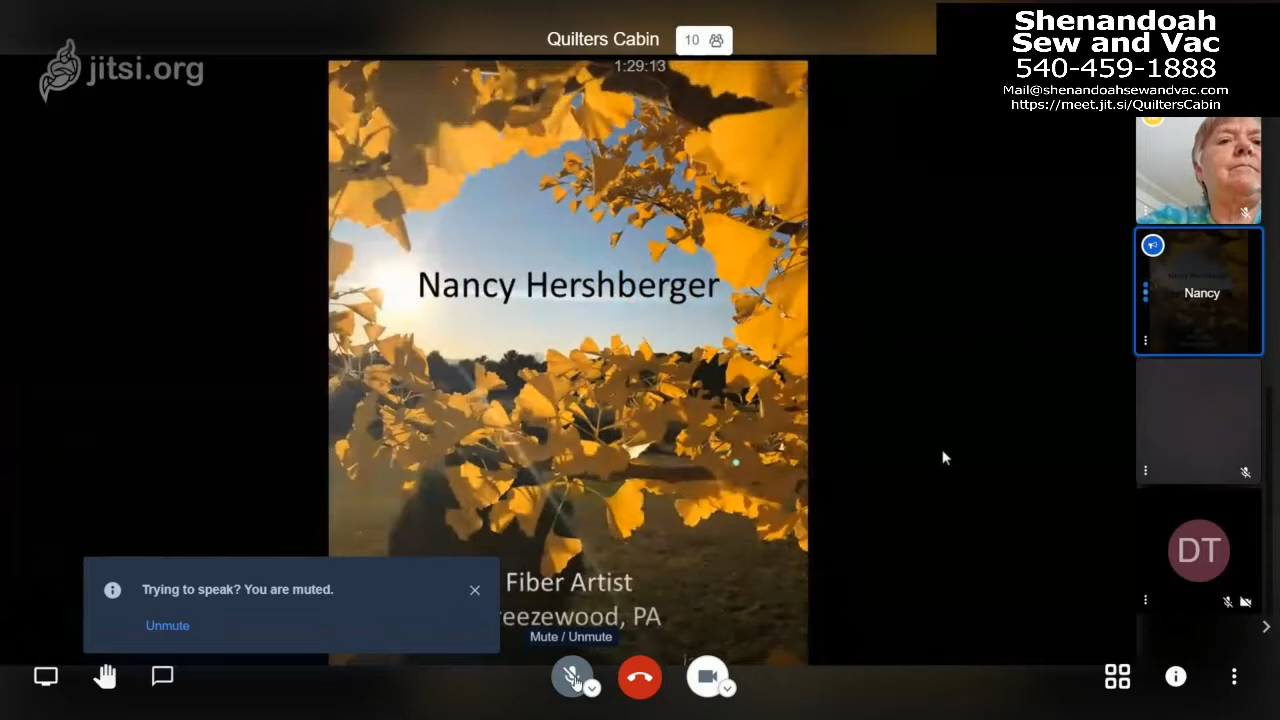 Shenandoah
Sew and Vac
540-459-1888
Mail@shenandoahsewandvac.com
https://meet.jit.si/QuiltersCabin
jitsi.org
Quilters Cabin
10
1:29:13
Nancy Hershberger
Nancy
DT
Trying to speak? You are muted.
Unmute
Fiber Artist
reezewood, PA
Mute / Unmute